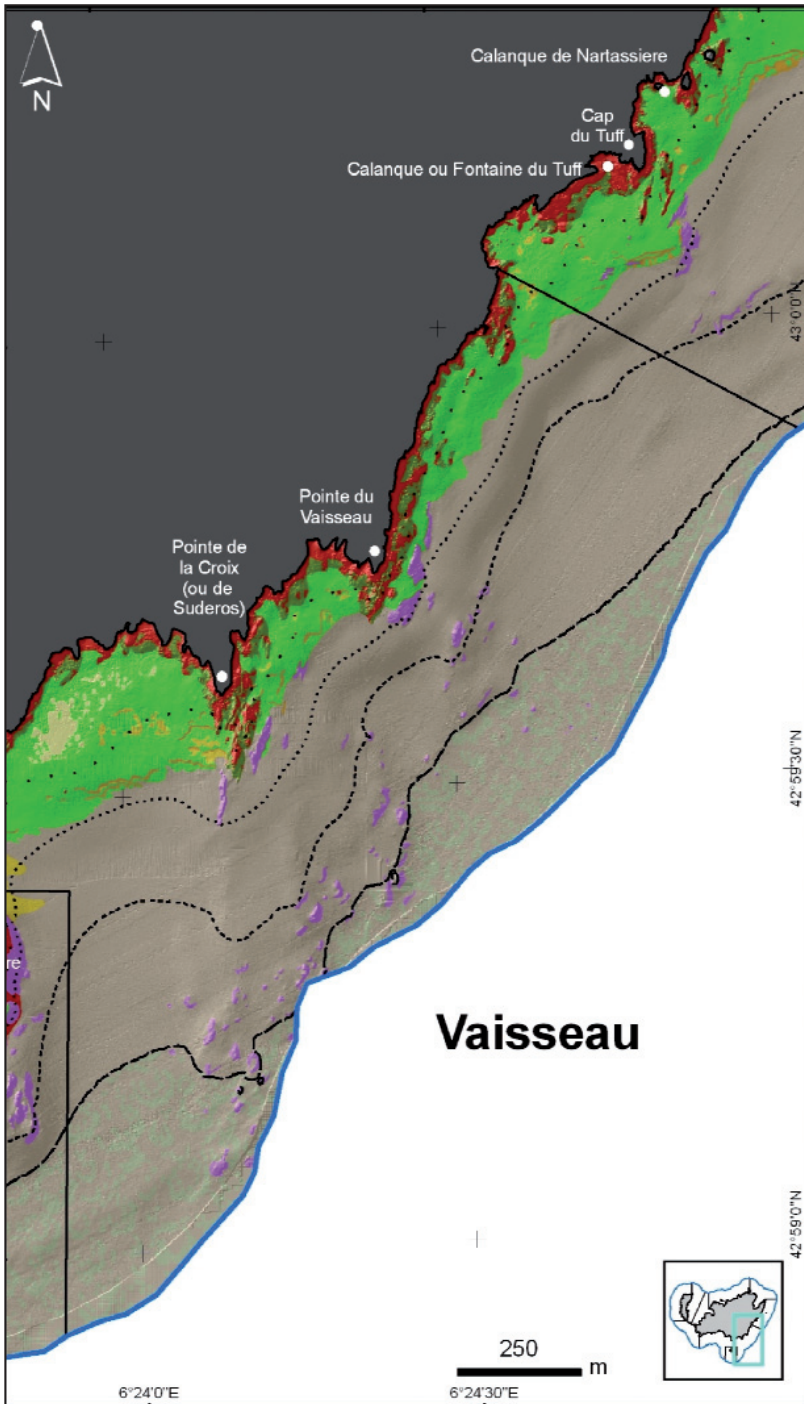 N
Calanque de Nartassiere
Cap
du Tuff
Calanque ou Fontaine du Tuff
43°0'0"N
Pointe du
Vaisseau
Pointe de
la Croix
(ou de
Suderos)
42°59'30"N
re
Vaisseau
42°59'0"N
250
m
6°24'0"E
6°24'30"E